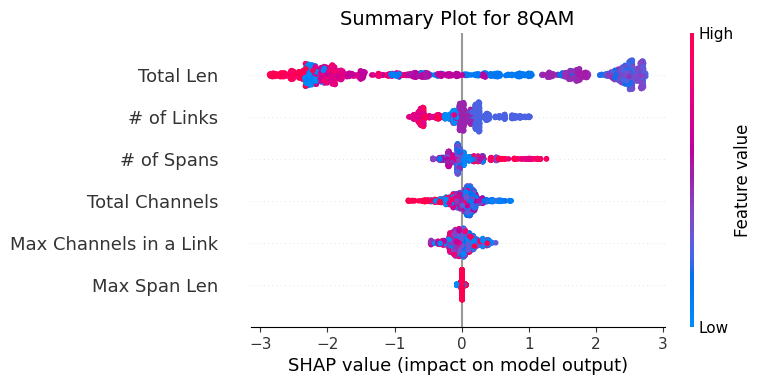 Summary Plot for 8QAM
High
Total Len
# of Links
# of Spans
Total Channels
Max Channels in a Link
Max Span Len
Feature value
Low
−3 −2 −1 0 1 2 3
SHAP value (impact on model output)